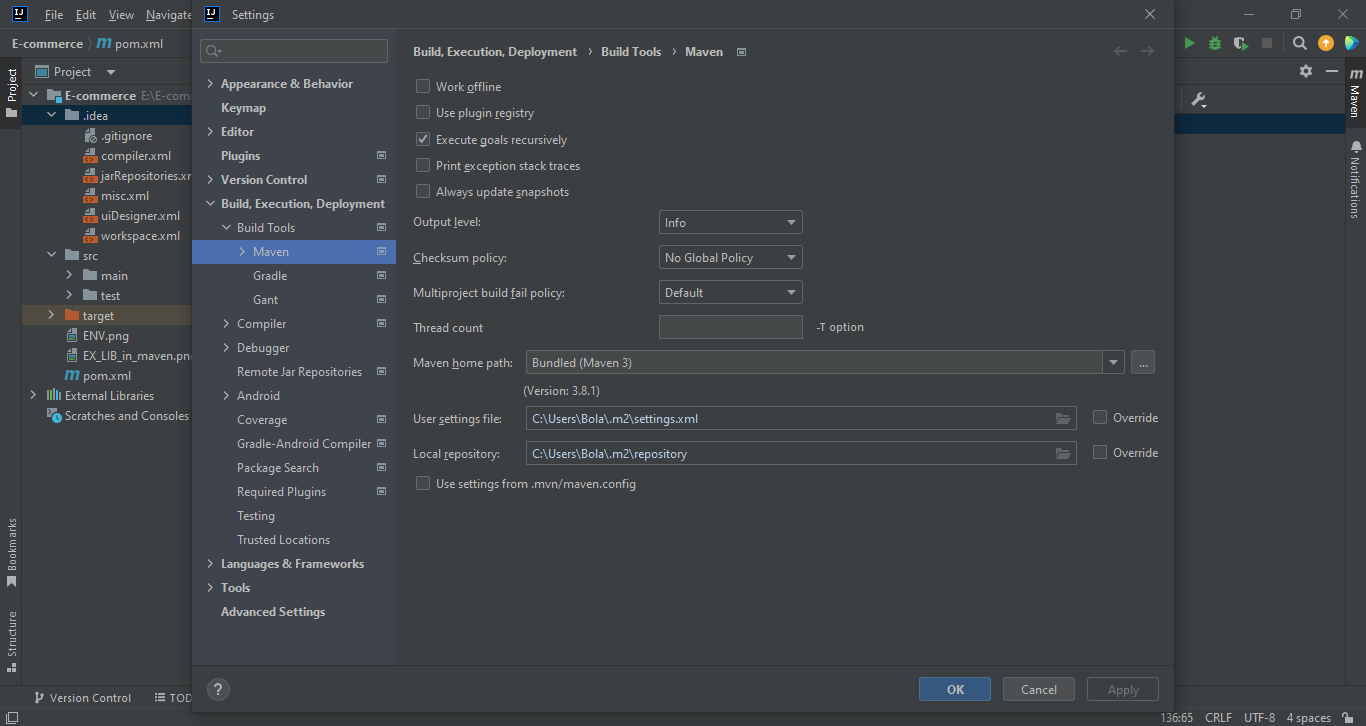 File Edit View Navigate
Settings
E-commerce pom.xml
Build, Execution, Deployment › Build Tools › Maven
Project
Project
E-commerce E:\E-com
.idea
.gitignore
compiler.xml
jarRepositories.xm
misc.xml
uiDesigner.xml
workspace.xml
src
main
test
target
ENV.png
EX_LIB_in_maven.png
pom.xml
External Libraries
Scratches and Consoles
Bookmarks
Structure
Appearance & Behavior
Keymap
Editor
Plugins
Version Control
Build, Execution, Deployment
Build Tools
Maven
Gradle
Gant
Compiler
Debugger
Remote Jar Repositories
Android
Coverage
Gradle-Android Compiler
Package Search
Required Plugins
Testing
Trusted Locations
Languages & Frameworks
Tools
Advanced Settings
Work offline
Use plugin registry
Execute goals recursively
Print exception stack traces
Always update snapshots
Output level: Info
Checksum policy: No Global Policy
Multiproject build fail policy: Default
Thread count -T option
Maven home path: Bundled (Maven 3) ...
(Version: 3.8.1)
User settings file: C:\Users\Bola\.m2\settings.xml Override
Local repository: C:\Users\Bola\.m2\repository Override
Use settings from .mvn/maven.config
? OK Cancel Apply
Maven
Notifications
Version Control TOD
136:65 CRLF UTF-8 4 spaces